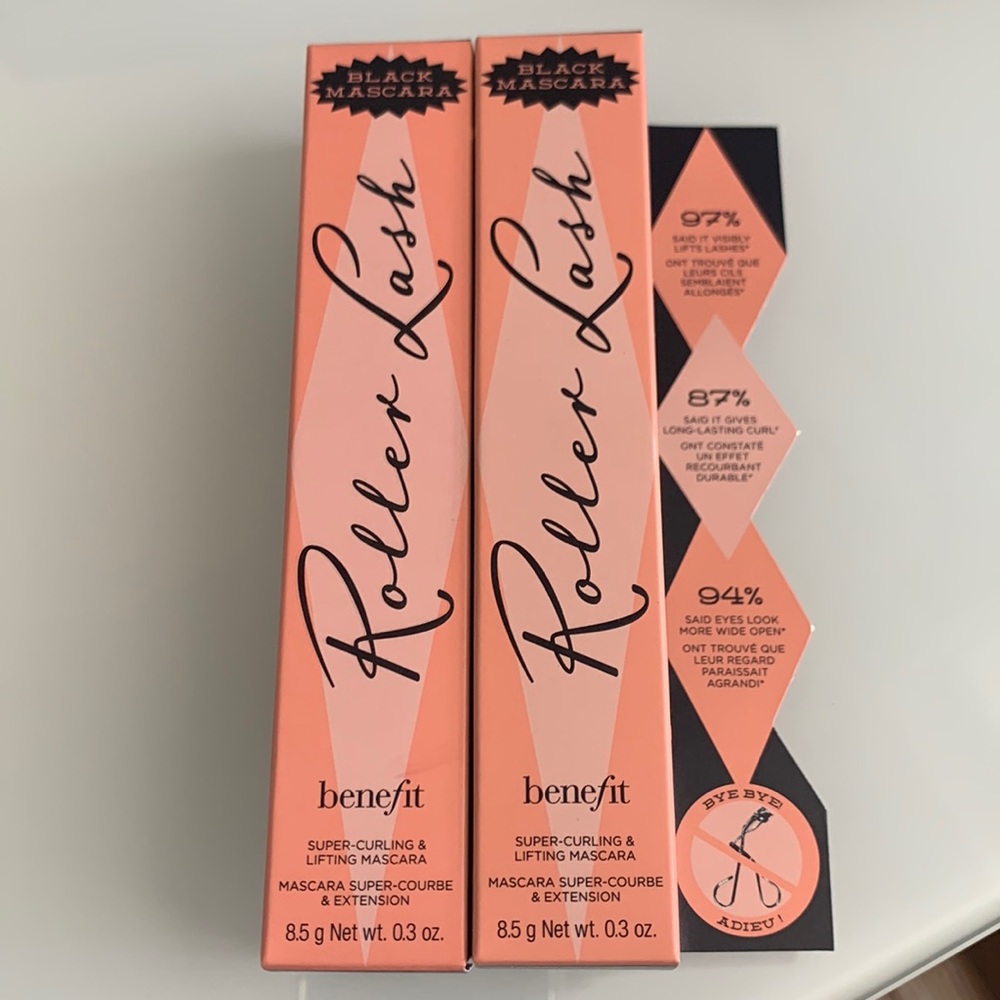 BLACK
MASCARA
Roller Lash
benefit
SUPER-CURLING &
LIFTING MASCARA
MASCARA SUPER-COURBE
& EXTENSION
8.5 g Net wt. 0.3 oz.
BLACK
MASCARA
Roller Lash
benefit
SUPER-CURLING &
LIFTING MASCARA
MASCARA SUPER-COURBE
& EXTENSION
8.5 g Net wt. 0.3 oz.
97%
SAID IT VISIBLY
LIFTS LASHES*
ONT TROUVÉ QUE
LEURS CILS
SEMBLAIENT
ALLONGÉS*
87%
SAID IT GIVES
LONG-LASTING CURL*
ONT CONSTATÉ
UN EFFET
RECOURBANT
DURABLE*
94%
SAID EYES LOOK
MORE WIDE OPEN*
ONT TROUVÉ QUE
LEUR REGARD
PARAISSAIT
AGRANDI*
BYE BYE!
ADIEU !